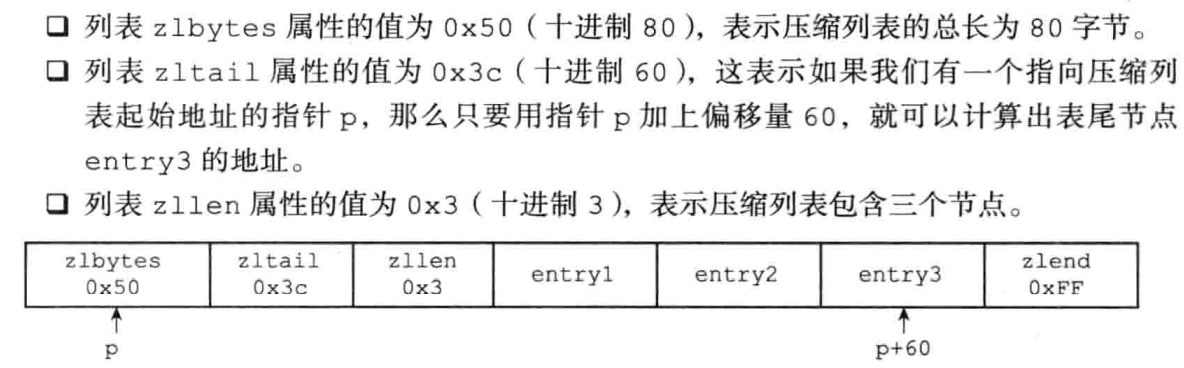 ❑ 列表 zlbytes 属性的值为 0x50（十进制 80），表示压缩列表的总长为 80 字节。
❑ 列表 zltail 属性的值为 0x3c（十进制 60），这表示如果我们有一个指向压缩列
表起始地址的指针 p，那么只要用指针 p 加上偏移量 60，就可以计算出表尾节点
entry3 的地址。
❑ 列表 zllen 属性的值为 0x3（十进制 3），表示压缩列表包含三个节点。
zlbytes zltail zllen entry1 entry2 entry3 zlend
0x50 0x3c 0x3 0xFF
p p+60